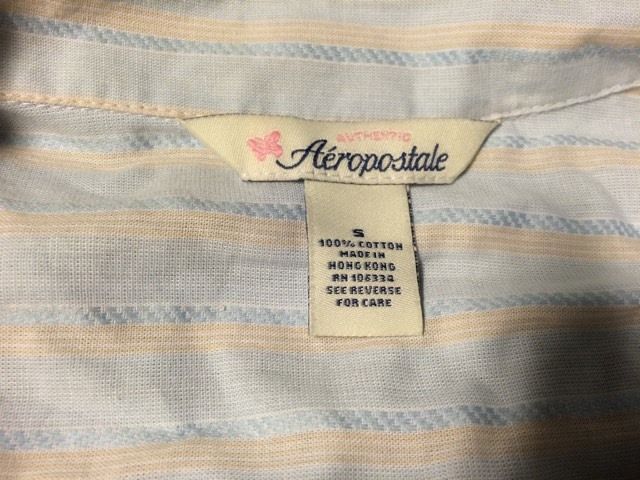 AUTHENTIC
Aéropostale
S
100% COTTON
MADE IN
HONG KONG
RN 106334
SEE REVERSE
FOR CARE